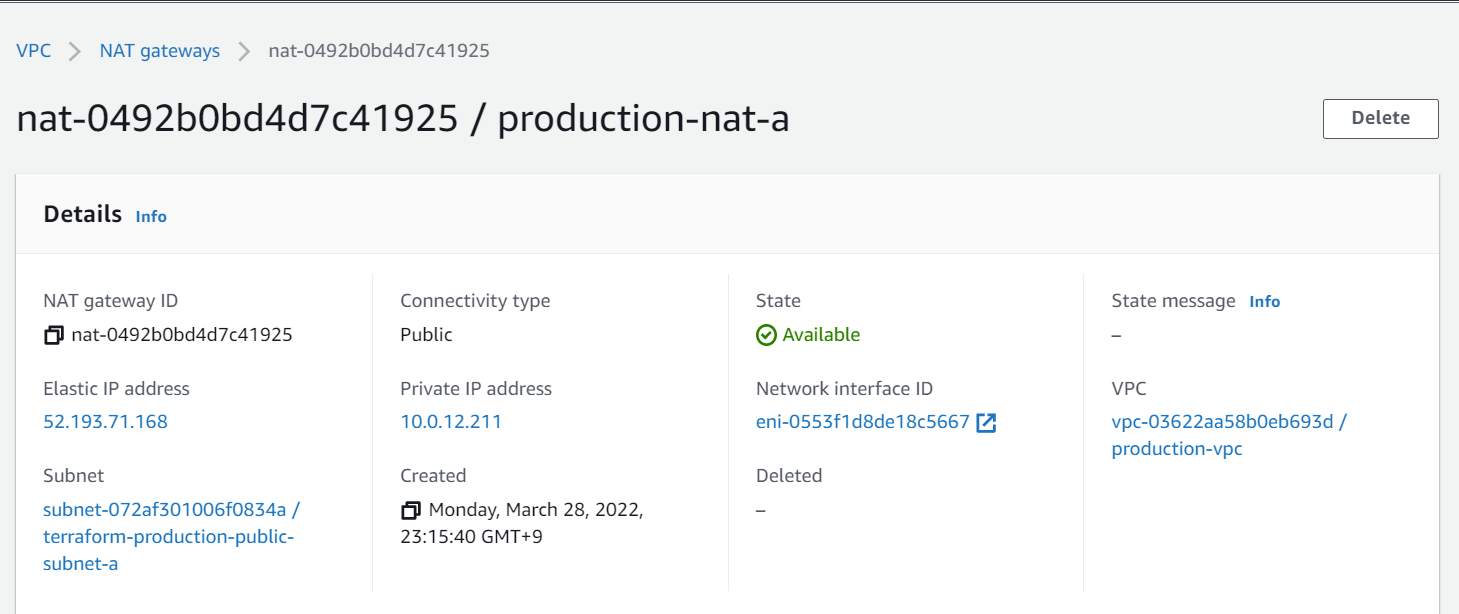 VPC > NAT gateways > nat-0492b0bd4d7c41925
nat-0492b0bd4d7c41925 / production-nat-a
Delete
Details Info
NAT gateway ID
nat-0492b0bd4d7c41925
Connectivity type
Public
State
Available
State message Info
–
Elastic IP address
52.193.71.168
Private IP address
10.0.12.211
Network interface ID
eni-0553f1d8de18c5667
VPC
vpc-03622aa58b0eb693d /
production-vpc
Subnet
subnet-072af301006f0834a /
terraform-production-public-
subnet-a
Created
Monday, March 28, 2022,
23:15:40 GMT+9
Deleted
–